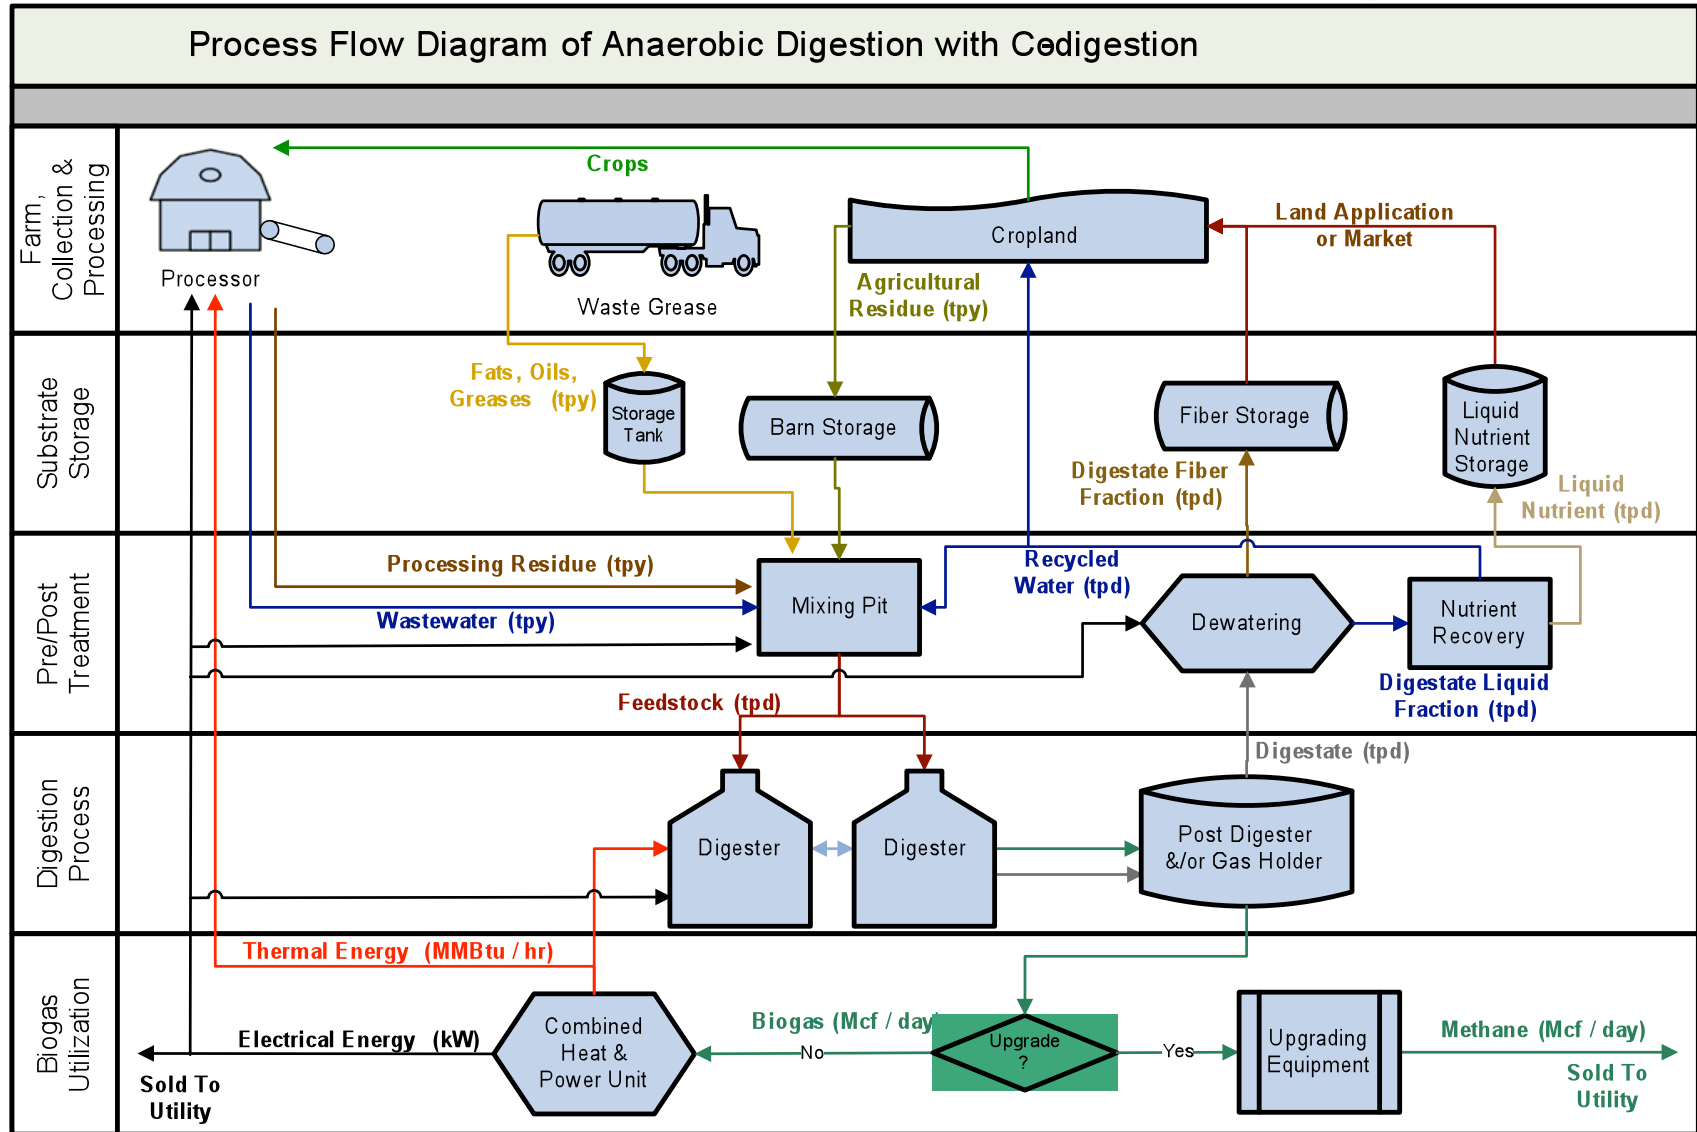 Process Flow Diagram of Anaerobic Digestion with Codigestion
Farm,
Collection &
Processing
Crops
Processor
Waste Grease
Cropland
Land Application
or Market
Agricultural
Residue (tpy)
Substrate
Storage
Fats, Oils,
Greases (tpy)
Storage
Tank
Barn Storage
Fiber Storage
Liquid
Nutrient
Storage
Digestate Fiber
Fraction (tpd)
Liquid
Nutrient (tpd)
Pre/Post
Treatment
Processing Residue (tpy)
Wastewater (tpy)
Mixing Pit
Recycled
Water (tpd)
Dewatering
Nutrient
Recovery
Digestate Liquid
Fraction (tpd)
Feedstock (tpd)
Digestion
Process
Digestate (tpd)
Digester
Digester
Post Digester
&/or Gas Holder
Biogas
Utilization
Thermal Energy (MMBtu / hr)
Electrical Energy (kW)
Sold To
Utility
Combined
Heat &
Power Unit
Biogas (Mcf / day)
No
Upgrade
?
Yes
Upgrading
Equipment
Methane (Mcf / day)
Sold To
Utility